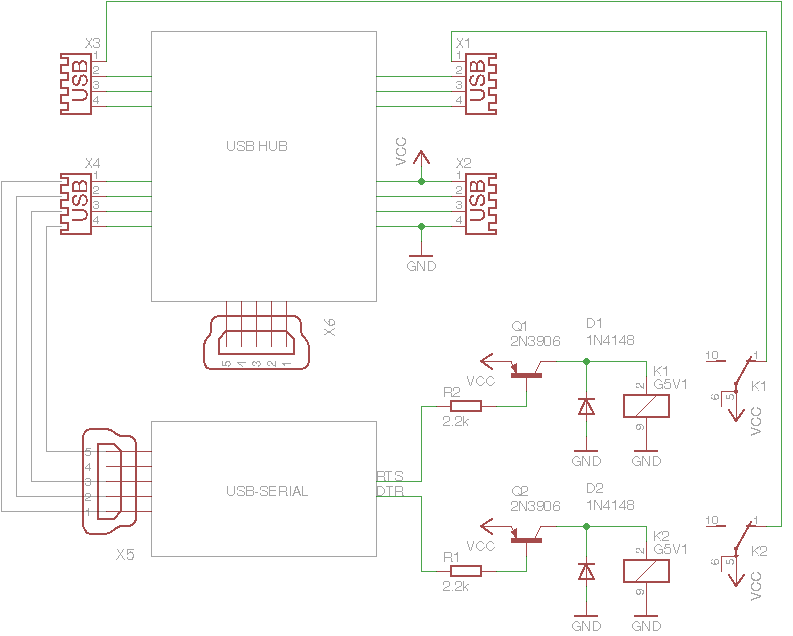 X3
1
2
3
4
USB
X1
1
2
3
4
USB
USB HUB
VCC
X4
1
2
3
4
USB
X2
1
2
3
4
USB
GND
X6
5
4
3
2
1
Q1
2N3906
D1
1N4148
VCC
R2
2.2k
K1
G5V1
2
9
GND
GND
10
1
6
5
K1
VCC
5
4
3
2
1
X5
USB-SERIAL
RTS
DTR
Q2
2N3906
D2
1N4148
VCC
R1
2.2k
K2
G5V1
2
9
GND
GND
10
1
6
5
K2
VCC